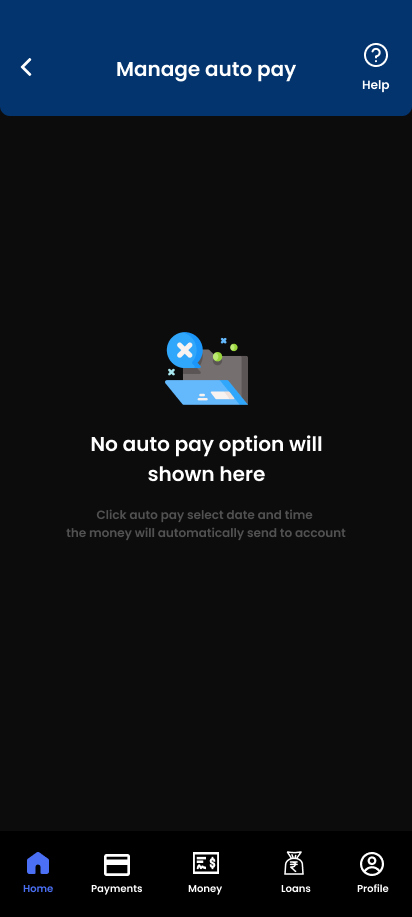 Manage auto pay
Help
No auto pay option will
shown here
Click auto pay select date and time
the money will automatically send to account
Home
Payments
Money
Loans
Profile